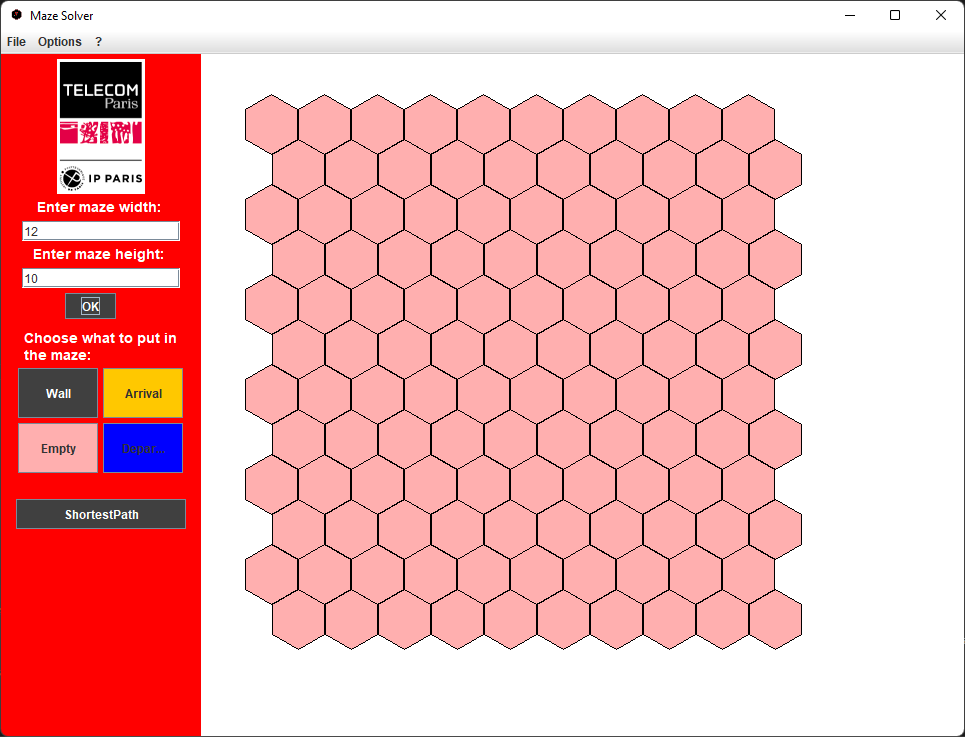 Maze Solver
File Options ?
TELECOM
Paris
IP PARIS
Enter maze width:
12
Enter maze height:
10
OK
Choose what to put in
the maze:
Wall Arrival
Empty Depar...
ShortestPath